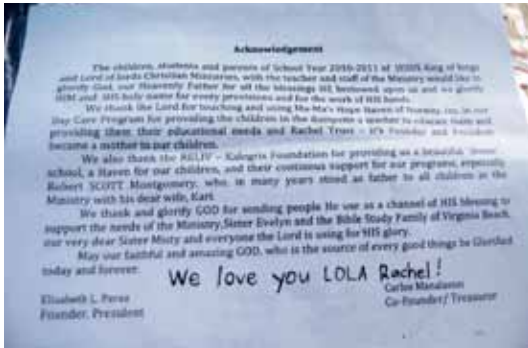 Acknowledgement
The children, students and parents of School Year 2010-2011 of JESUS King of kings
and Lord of lords Christian Ministries, with the teacher and staff of the Ministry would like to
glorify God, our Heavenly Father for all the blessings HE bestowed upon us and we glorify
HIM and HIS holy name for every provisions and for the work of HIS hands.
We thank the Lord for touching and using Ma-Ma's Hope Haven of Norway, Inc. in our
Day Care Program for providing the children in the a teacher to educate them and
providing them their educational needs and Rachel Trust - it's Founder and President
became a mother to our children.
We also thank the RELIV - Kalogris Foundation for providing us a beautiful
school, a Haven for our children, and their continous support for our programs, especially
Robert SCOTT Montgomery, who, in many years stood as father to all children in the
Ministry with his dear wife, Kari.
We thank and glorify GOD for sending people He use as a channel of HIS blessing to
support the needs of the Ministry, Sister Evelyn and the Bible Study Family of Virginia Beach,
our very dear Sister Misty and everyone the Lord is using for HIS glory.
May our faithful and amazing GOD, who is the source of every good things be Glorified
today and forever.
We love you LOLA Rachel!
Elizabeth L. Perez
Founder, President
Carlos Manalastas
Co-Founder/ Treasurer